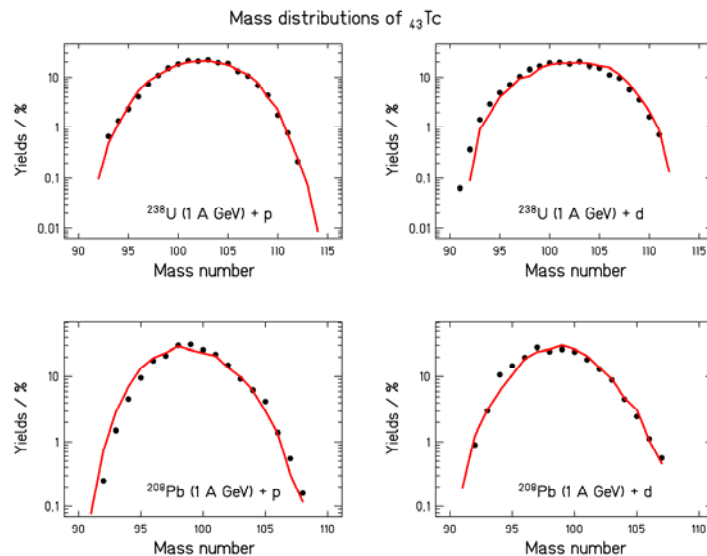 Mass distributions of ₄₃Tc
10
1
0.1
0.01
Yields / %
²³⁸U (1 A GeV) + p
90 95 100 105 110 115
Mass number
10
1
0.1
0.01
Yields / %
²³⁸U (1 A GeV) + d
90 95 100 105 110 115
Mass number
10
1
0.1
Yields / %
²⁰⁸Pb (1 A GeV) + p
90 95 100 105 110
Mass number
10
1
0.1
Yields / %
²⁰⁸Pb (1 A GeV) + d
90 95 100 105 110
Mass number